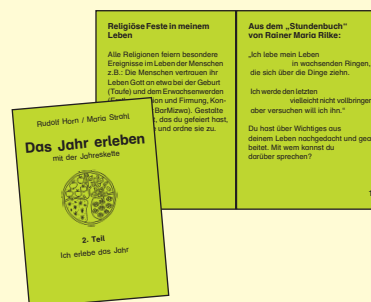 Religiöse Feste in meinem
Leben
Alle Religionen feiern besondere
Ereignisse im Leben der Menschen
z.B.: Die Menschen vertrauen ihr
Leben Gott an etwa bei der Geburt
(Taufe) und dem Erwachsenwerden
ion und Firmung, Kon-
BarMizwo). Gestalte
, das du gefeiert hast,
und ordne sie zu.
Aus dem „Stundenbuch“
von Rainer Maria Rilke:
„Ich lebe mein Leben
in wachsenden Ringen,
die sich über die Dinge ziehn.
Ich werde den letzten
vielleicht nicht vollbringen
aber versuchen will ich ihn.“
Du hast über Wichtiges aus
deinem Leben nachgedacht und gear
beitet. Mit wem kannst du
darüber sprechen?
Rudolf Horn / Maria Strahl
Das Jahr erleben
mit der Jahreskette
2. Teil
Ich erlebe das Jahr